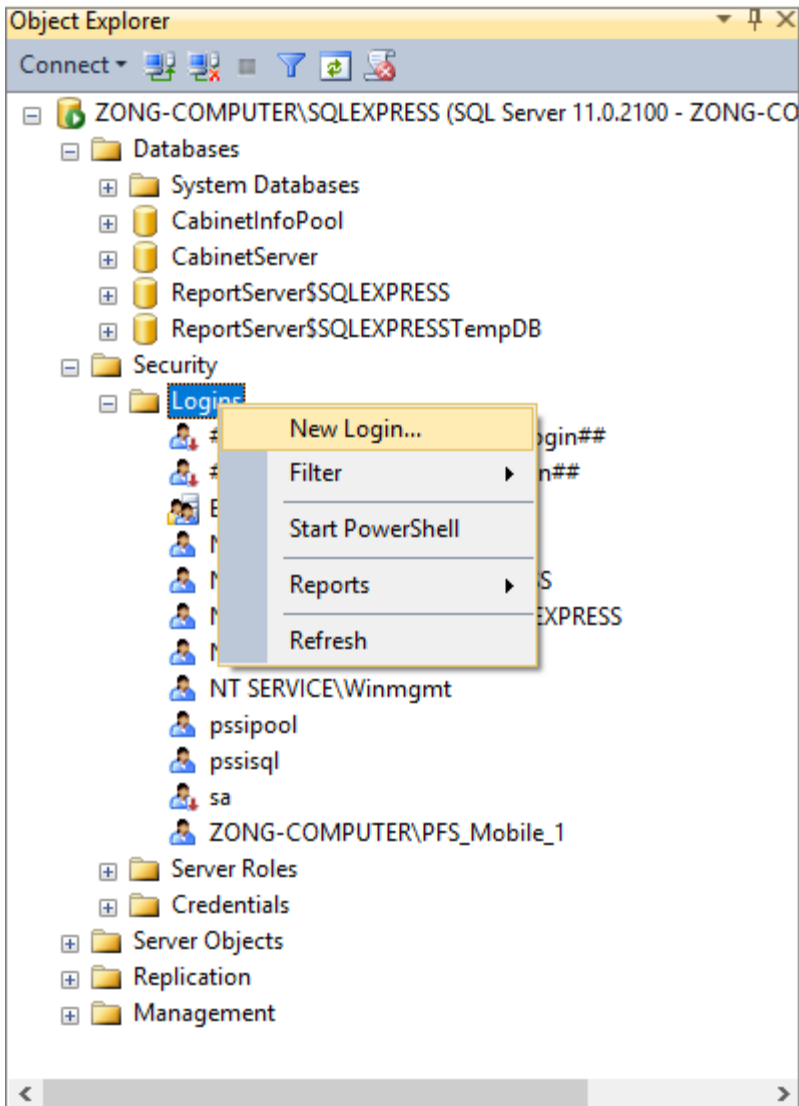 Object Explorer
Connect
ZONG-COMPUTER\SQLEXPRESS (SQL Server 11.0.2100 - ZONG-CO
Databases
System Databases
CabinetInfoPool
CabinetServer
ReportServer$SQLEXPRESS
ReportServer$SQLEXPRESSTempDB
Security
Logins
New Login...
Filter
Start PowerShell
Reports
Refresh
#
ogin##
#
n##
S
EXPRESS
NT SERVICE\Winmgmt
pssipool
pssisql
sa
ZONG-COMPUTER\PFS_Mobile_1
Server Roles
Credentials
Server Objects
Replication
Management